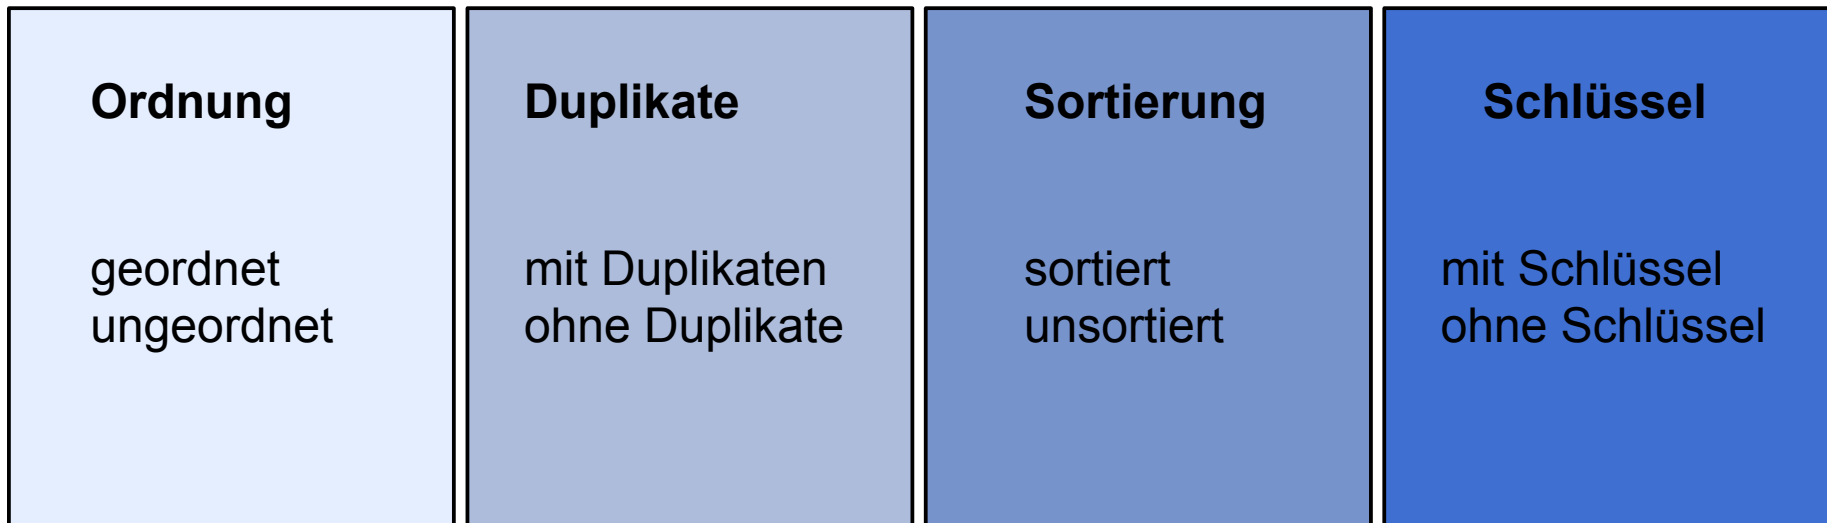 Ordnung
geordnet
ungeordnet
Duplikate
mit Duplikaten
ohne Duplikate
Sortierung
sortiert
unsortiert
Schlüssel
mit Schlüssel
ohne Schlüssel